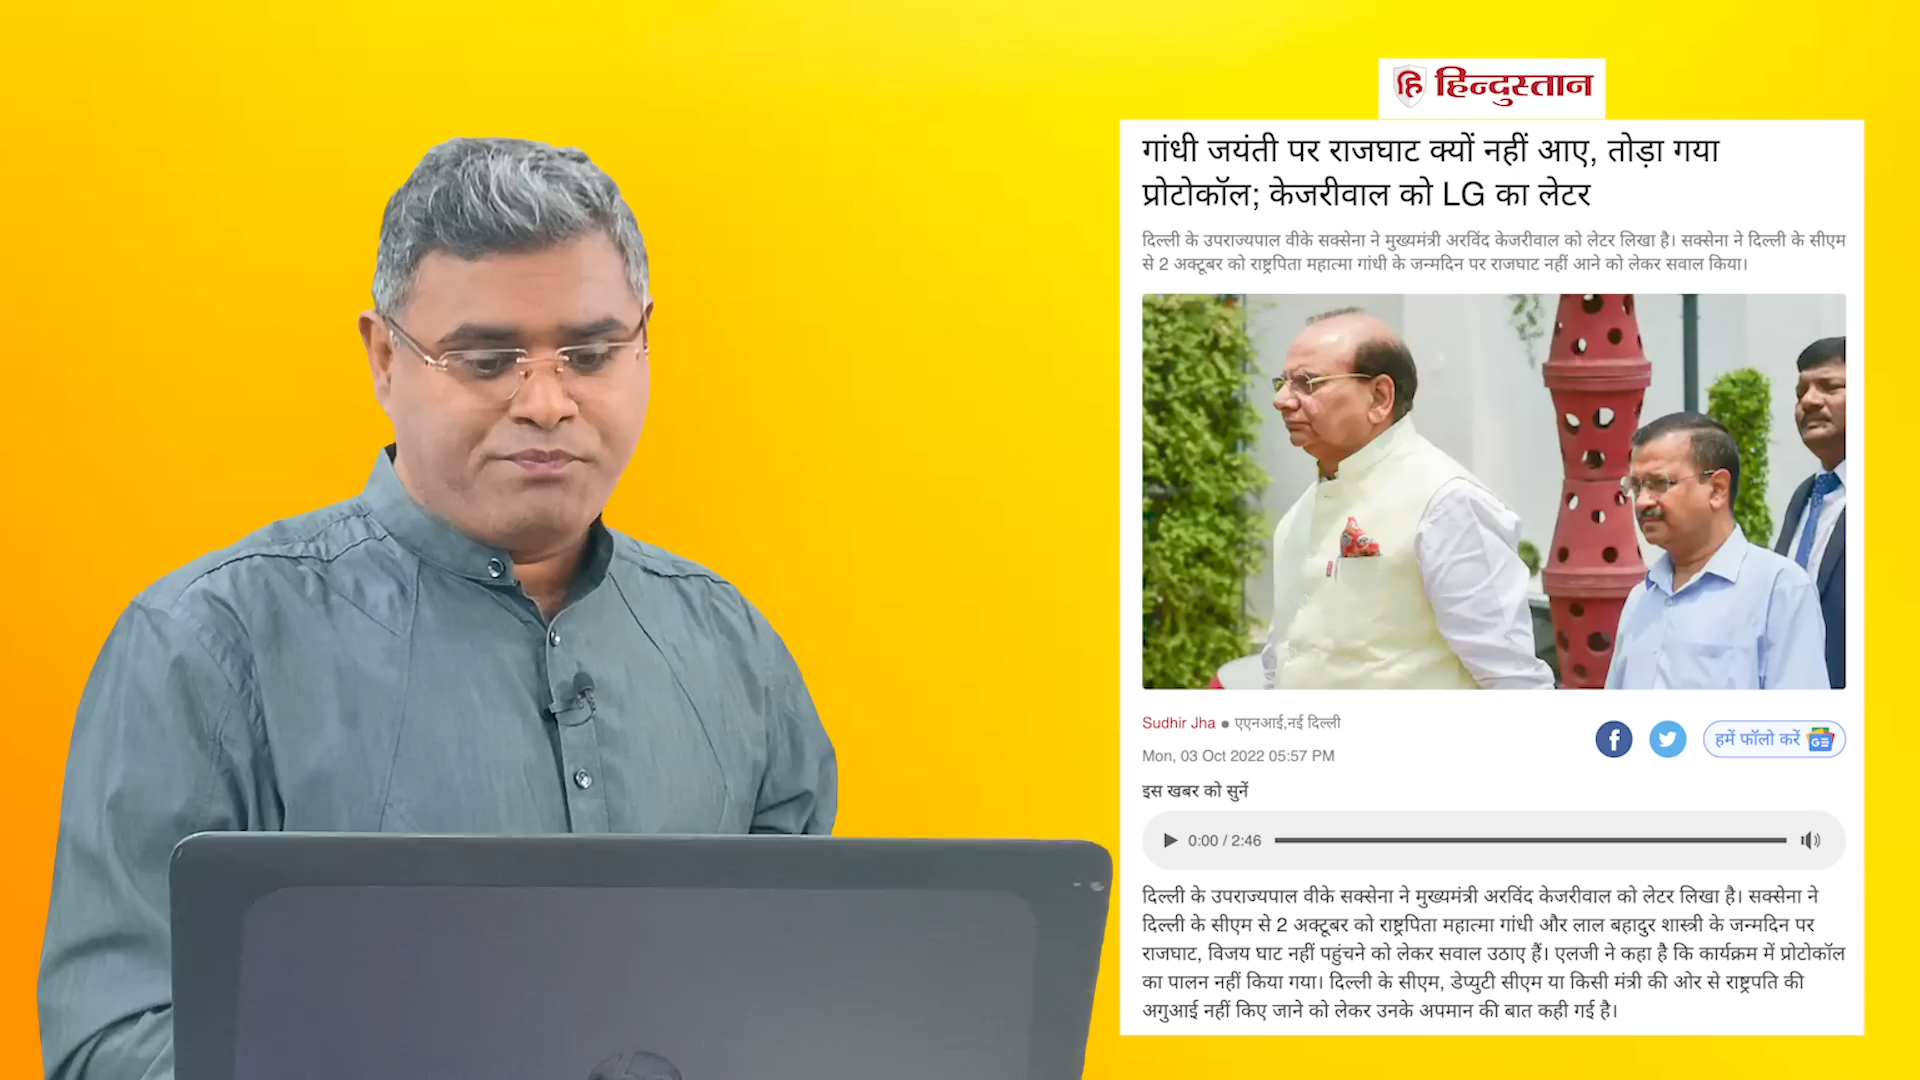 हि हिन्दुस्तान
गांधी जयंती पर राजघाट क्यों नहीं आए, तोड़ा गया
प्रोटोकॉल; केजरीवाल को LG का लेटर
दिल्ली के उपराज्यपाल वीके सक्सेना ने मुख्यमंत्री अरविंद केजरीवाल को लेटर लिखा है। सक्सेना ने दिल्ली के सीएम
से 2 अक्टूबर को राष्ट्रपिता महात्मा गांधी के जन्मदिन पर राजघाट नहीं आने को लेकर सवाल किया।
Sudhir Jha ● एएनआई,नई दिल्ली
Mon, 03 Oct 2022 05:57 PM
हमें फॉलो करें
इस खबर को सुनें
0:00 / 2:46
दिल्ली के उपराज्यपाल वीके सक्सेना ने मुख्यमंत्री अरविंद केजरीवाल को लेटर लिखा है। सक्सेना ने
दिल्ली के सीएम से 2 अक्टूबर को राष्ट्रपिता महात्मा गांधी और लाल बहादुर शास्त्री के जन्मदिन पर
राजघाट, विजय घाट नहीं पहुंचने को लेकर सवाल उठाए हैं। एलजी ने कहा है कि कार्यक्रम में प्रोटोकॉल
का पालन नहीं किया गया। दिल्ली के सीएम, डेप्युटी सीएम या किसी मंत्री की ओर से राष्ट्रपति की
अगुआई नहीं किए जाने को लेकर उनके अपमान की बात कही गई है।